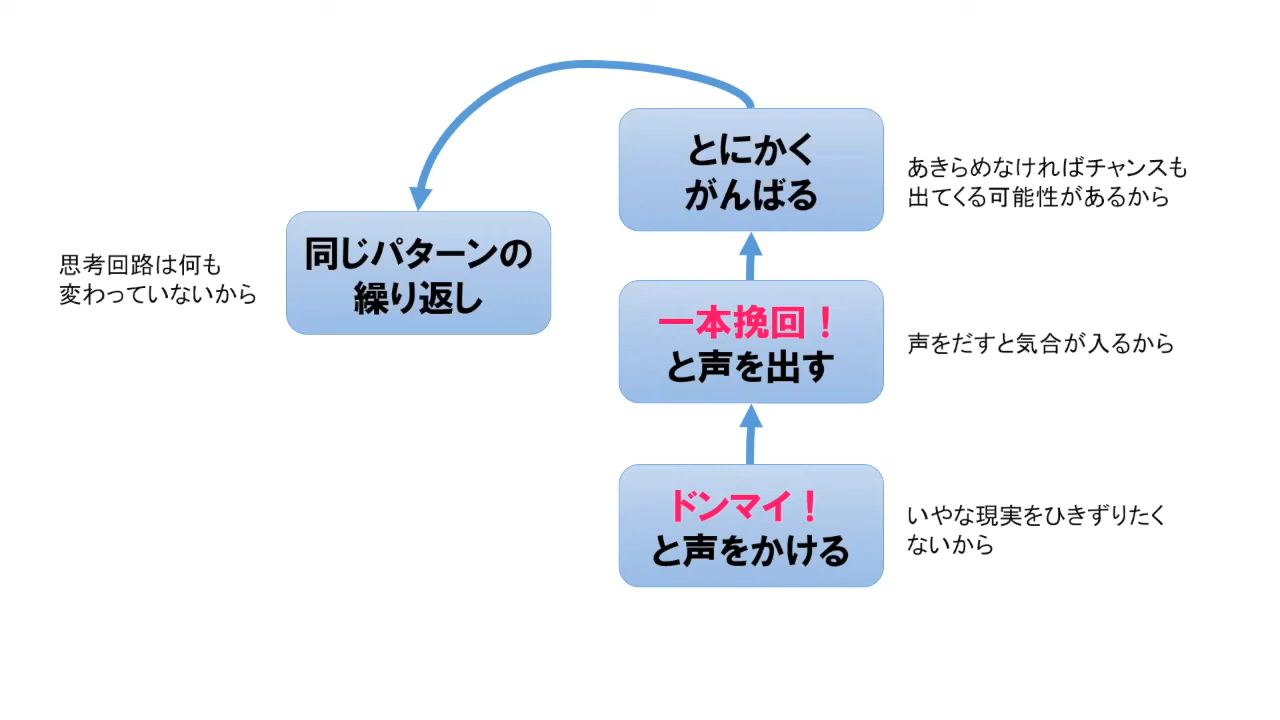 とにかく
がんばる
あきらめなければチャンスも
出てくる可能性があるから
同じパターンの
繰り返し
思考回路は何も
変わっていないから
一本挽回！
と声を出す
声をだすと気合が入るから
ドンマイ！
と声をかける
いやな現実をひきずりたく
ないから